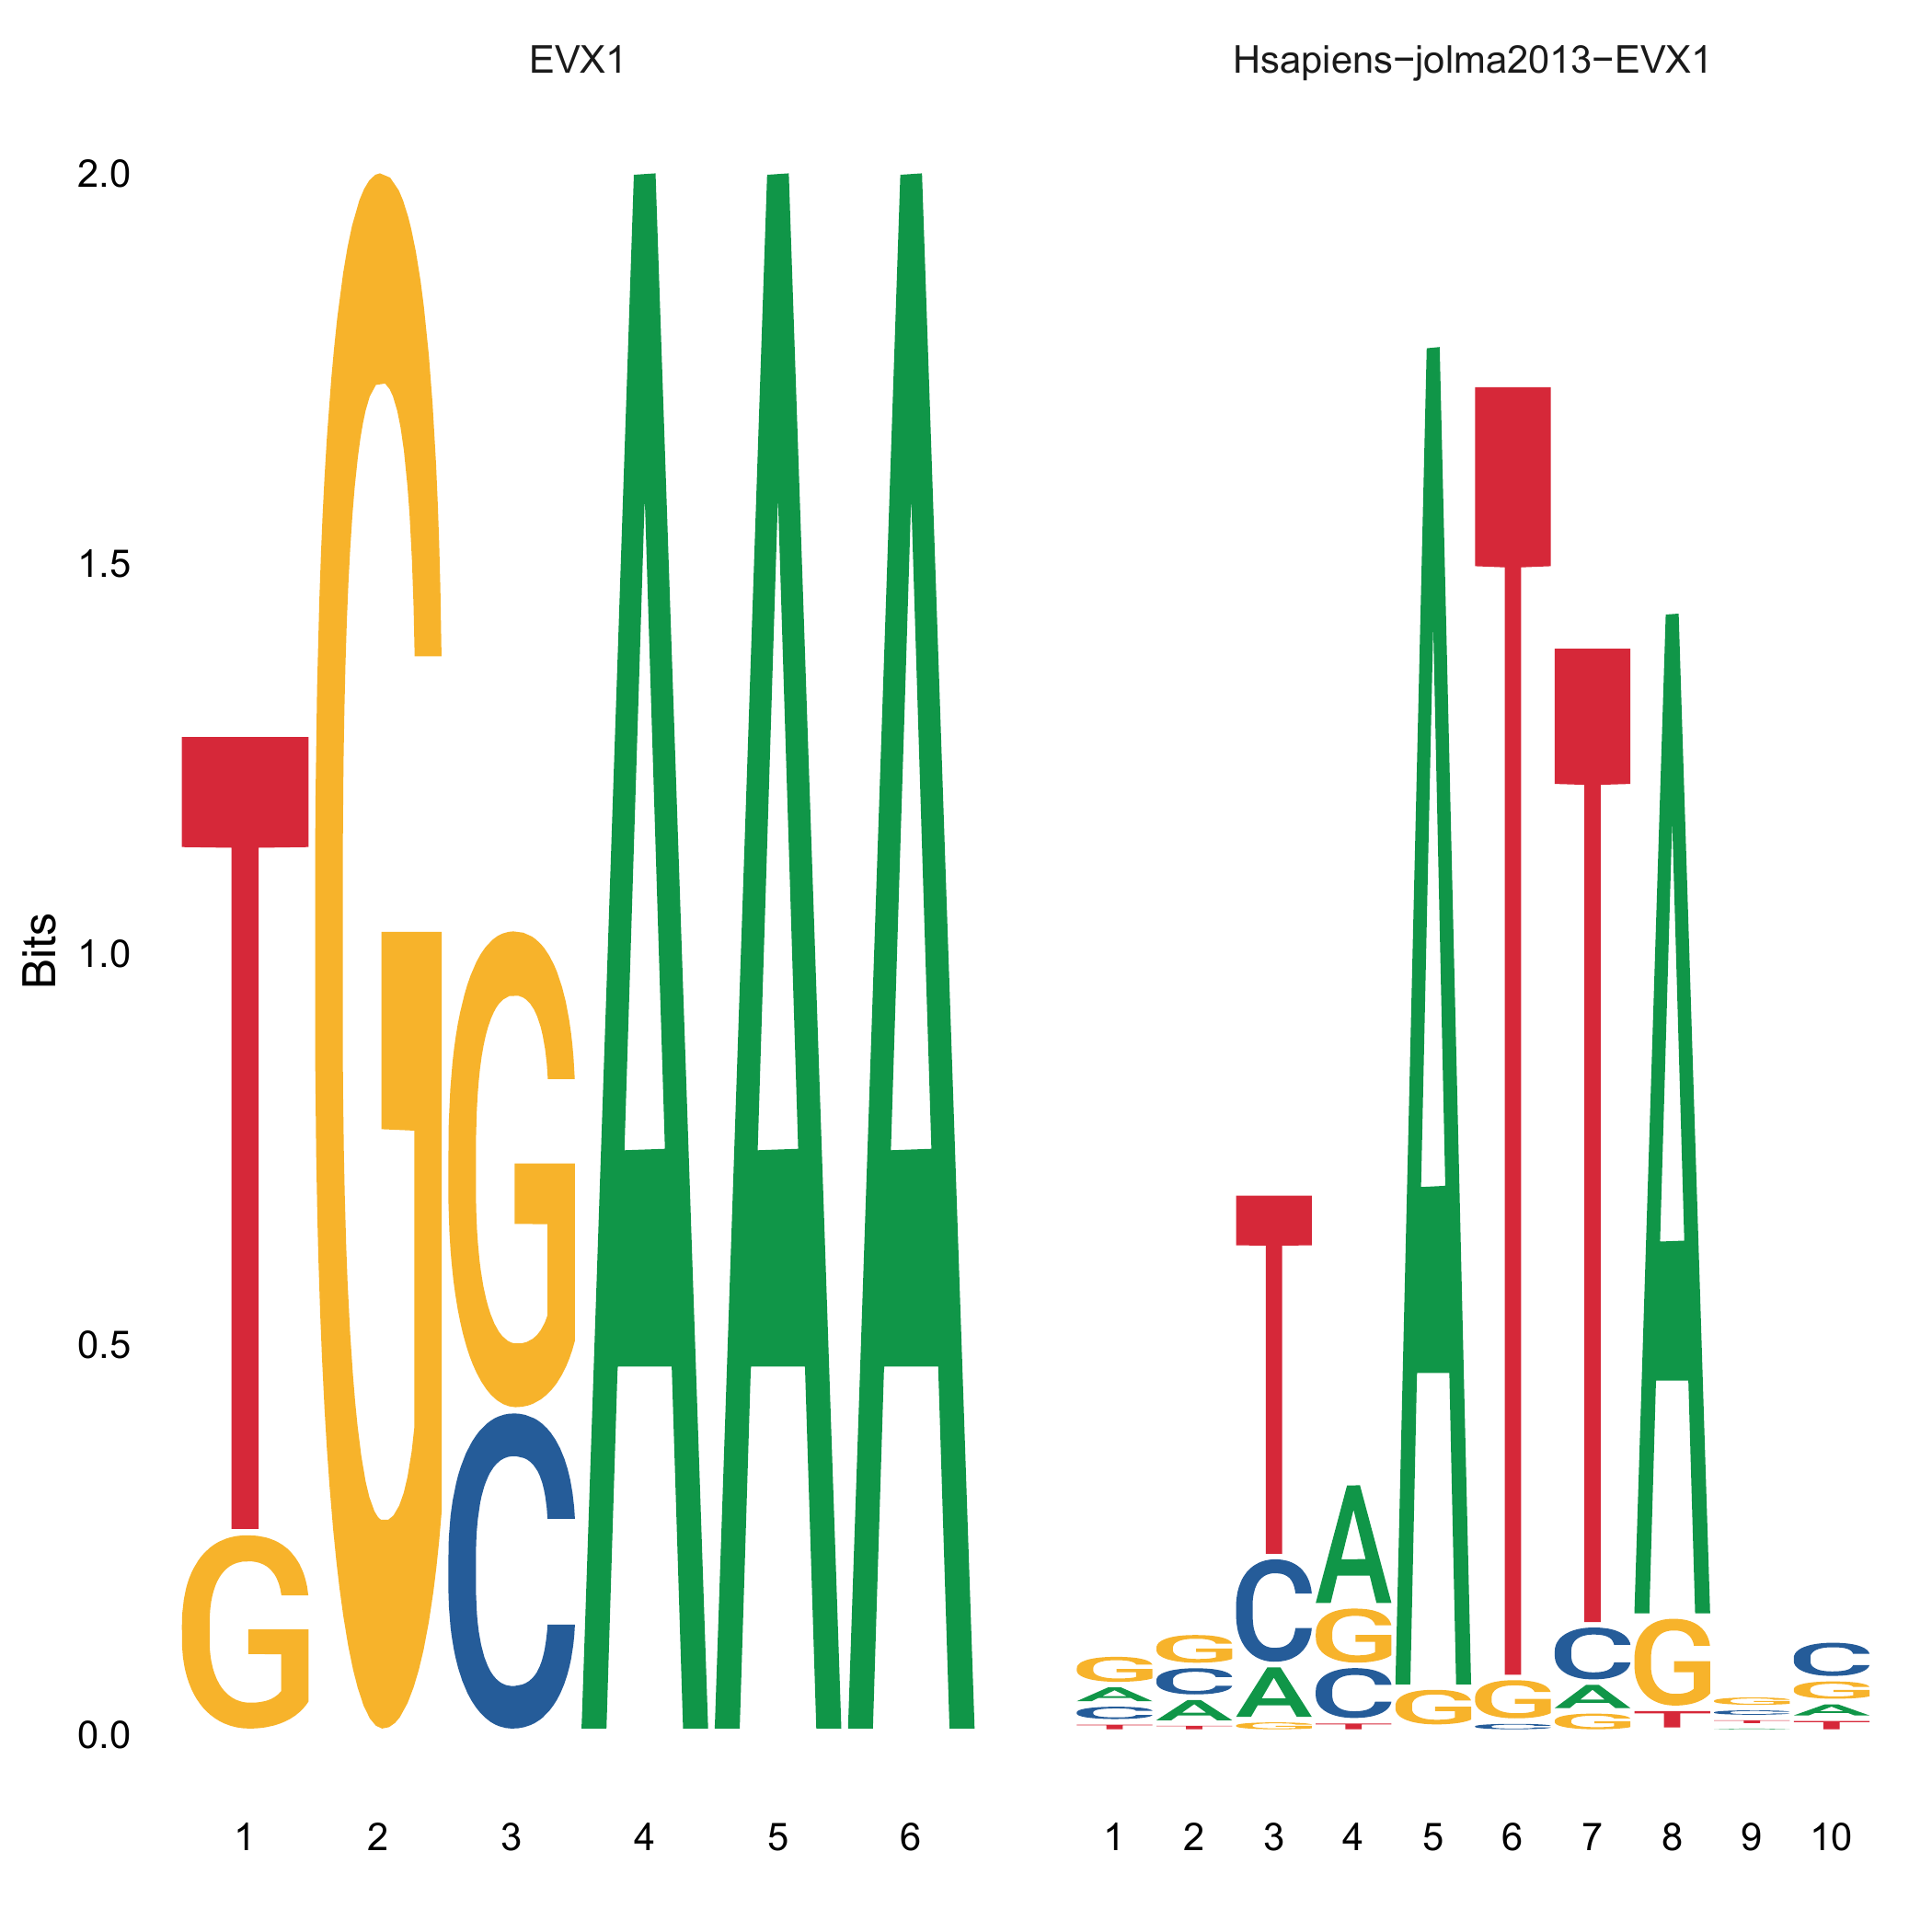 EVX1 Hsapiens−jolma2013−EVX1
2.0
1.5
1.0
0.5
0.0
Bits
T G G A A A
G C
T A A T T A
G G C G G G C G C
A C A C A G T G G
C A G T C G C A
T T T
1 2 3 4 5 6 1 2 3 4 5 6 7 8 9 10